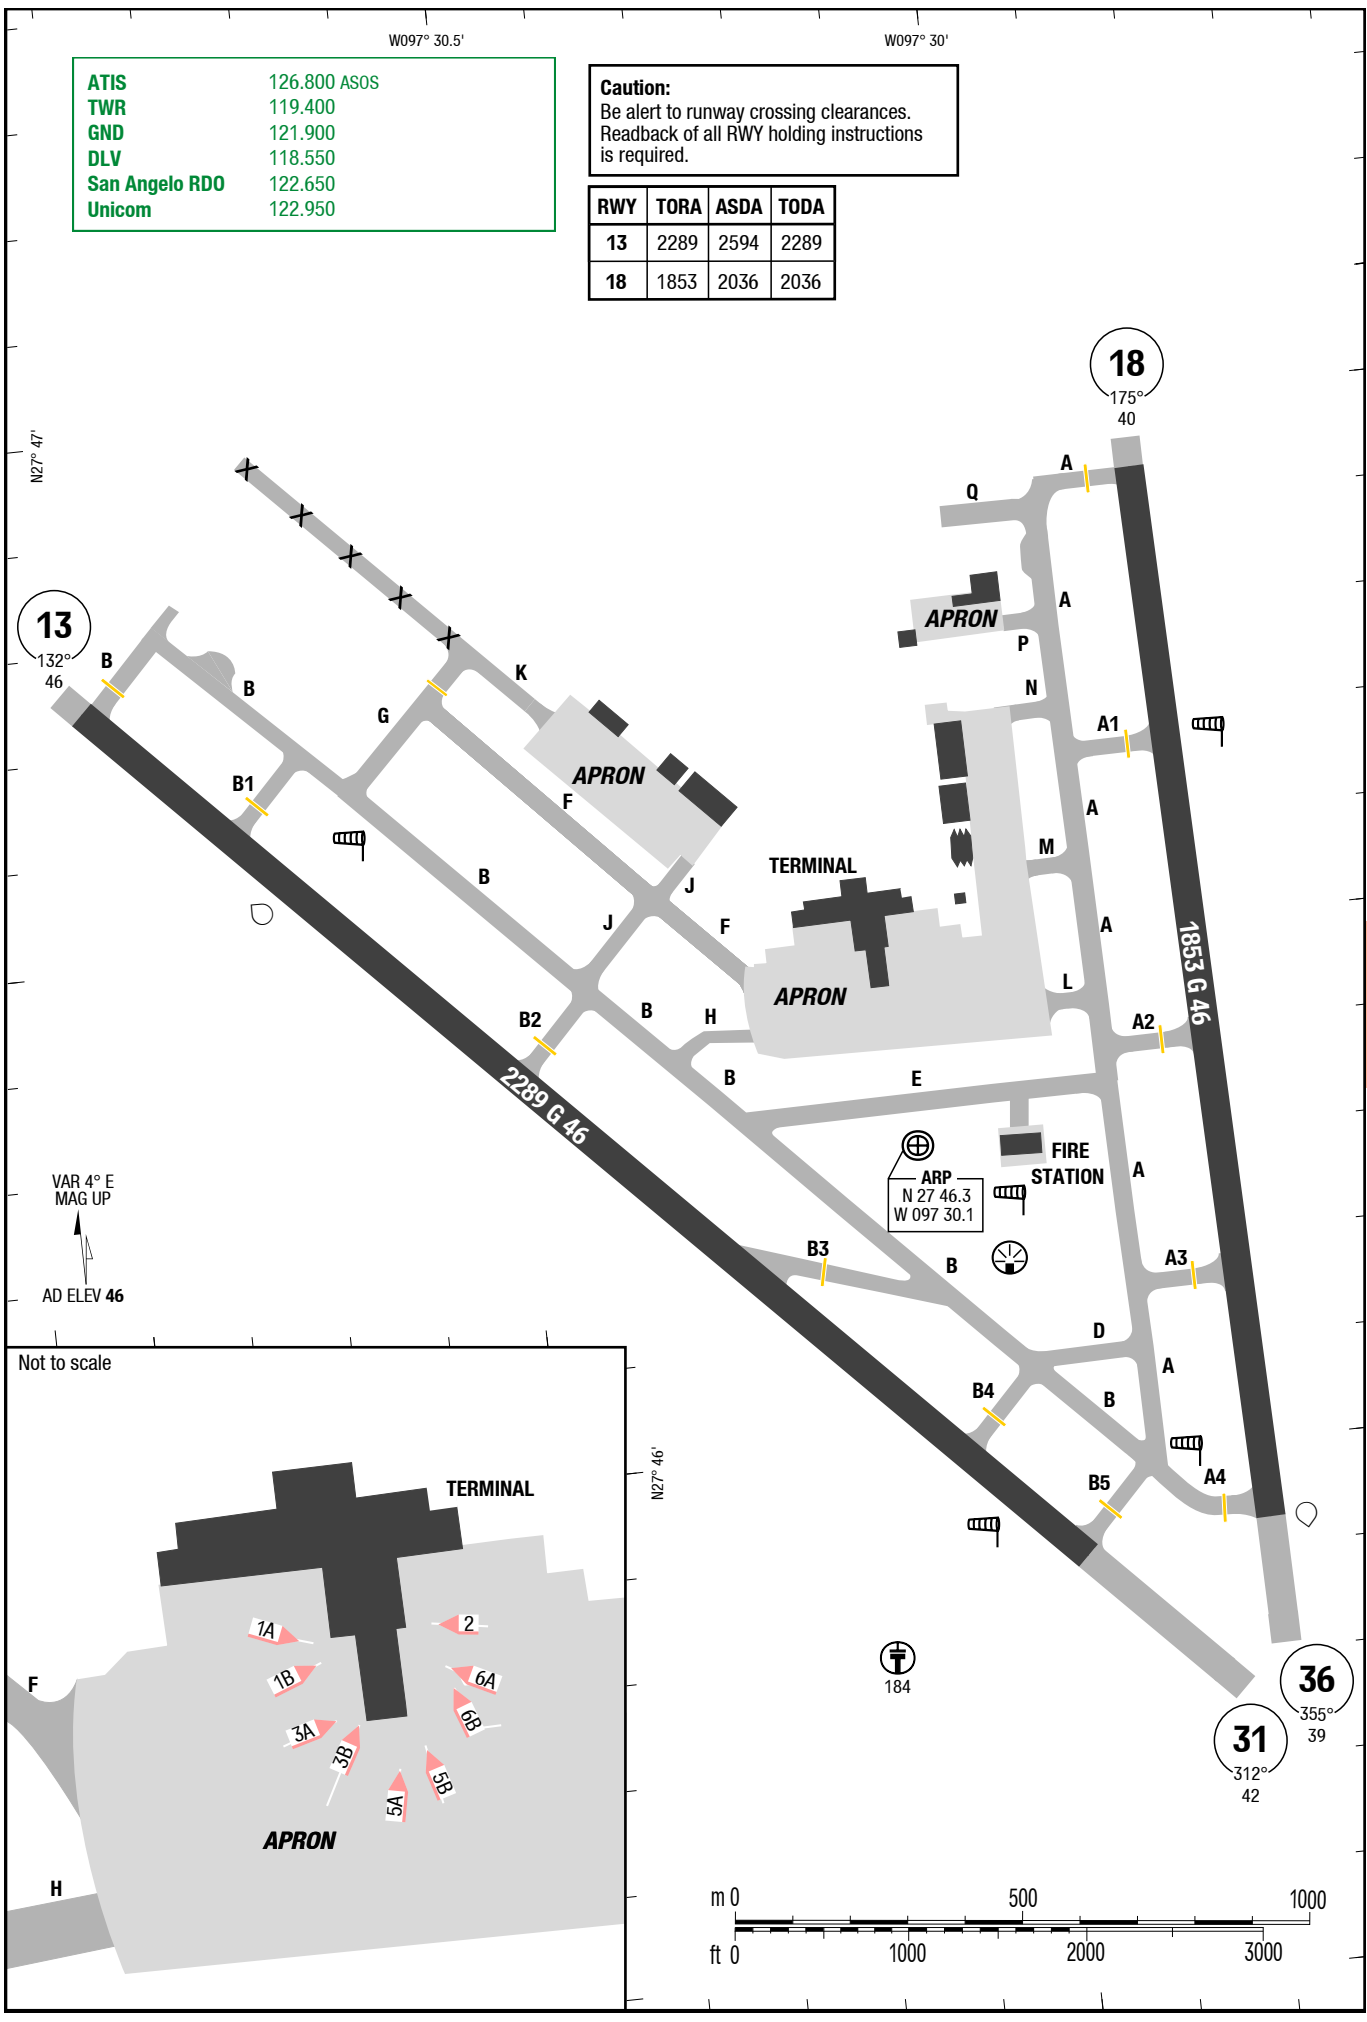 W097° 30.5'
W097° 30'
ATIS 126.800 ASOS
TWR 119.400
GND 121.900
DLV 118.550
San Angelo RDO 122.650
Unicom 122.950
Caution:
Be alert to runway crossing clearances.
Readback of all RWY holding instructions
is required.
RWY TORA ASDA TODA
13 2289 2594 2289
18 1853 2036 2036
18
175°
40
N27° 47'
A
Q
A
APRON
13
132°
46
B
P
K
B
N
G
A1
APRON
B1
F
A
M
TERMINAL
B
J
J
F
A
1853 G 46
L
APRON
B
H
B2
A2
B
E
2289 G 46
FIRE
STATION
ARP
N 27 46.3
W 097 30.1
A
VAR 4° E
MAG UP
B3
A3
B
AD ELEV 46
D
A
Not to scale
B4
B
N27° 46'
A4
B5
TERMINAL
1A
2
1B
6A
6B
3A
3B
5A
5B
F
APRON
H
184
36
355°
39
31
312°
42
m 0 500 1000
ft 0 1000 2000 3000